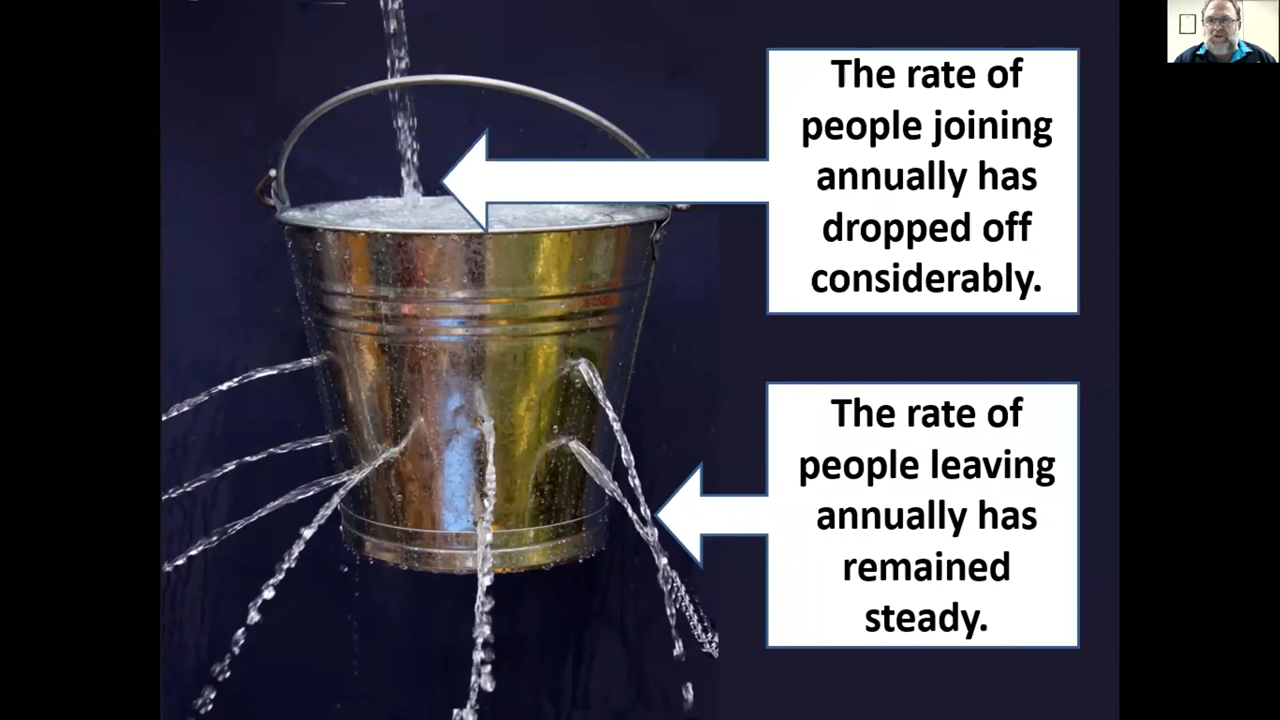 The rate of
people joining
annually has
dropped off
considerably.
The rate of
people leaving
annually has
remained
steady.